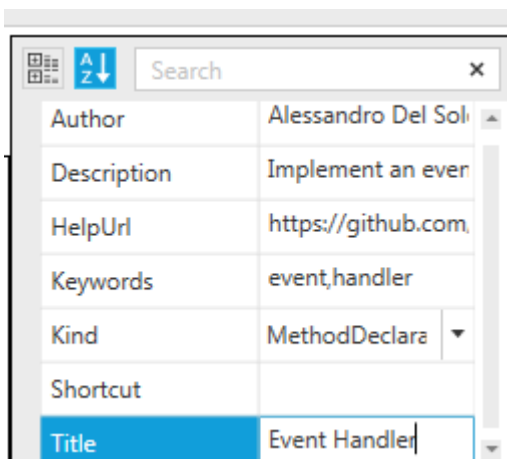 A
Z
Search
Author Alessandro Del Sol
Description Implement an even
HelpUrl https://github.com,
Keywords event,handler
Kind MethodDeclara
Shortcut
Title Event Handler